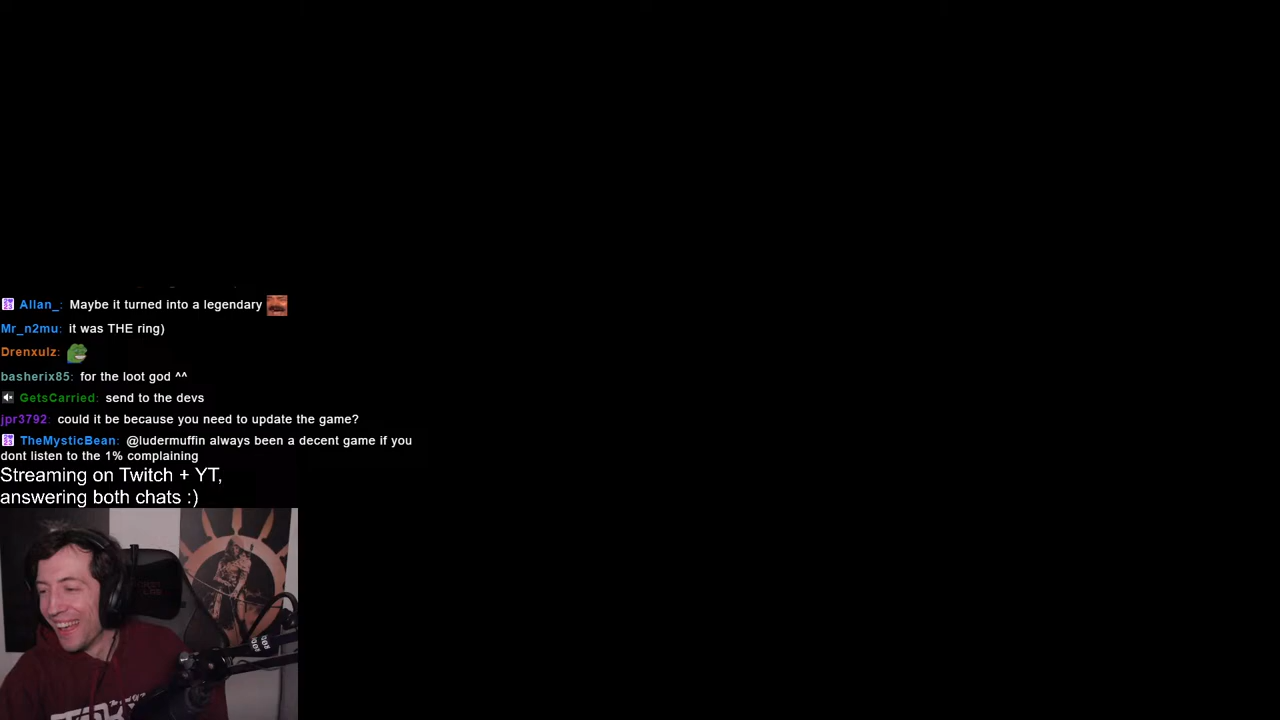 Allan_: Maybe it turned into a legendary
Mr_n2mu: it was THE ring)
Drenxulz:
basherix85: for the loot god ^^
GetsCarried: send to the devs
jpr3792: could it be because you need to update the game?
TheMysticBean: @ludermuffin always been a decent game if you
dont listen to the 1% complaining
Streaming on Twitch + YT,
answering both chats :)